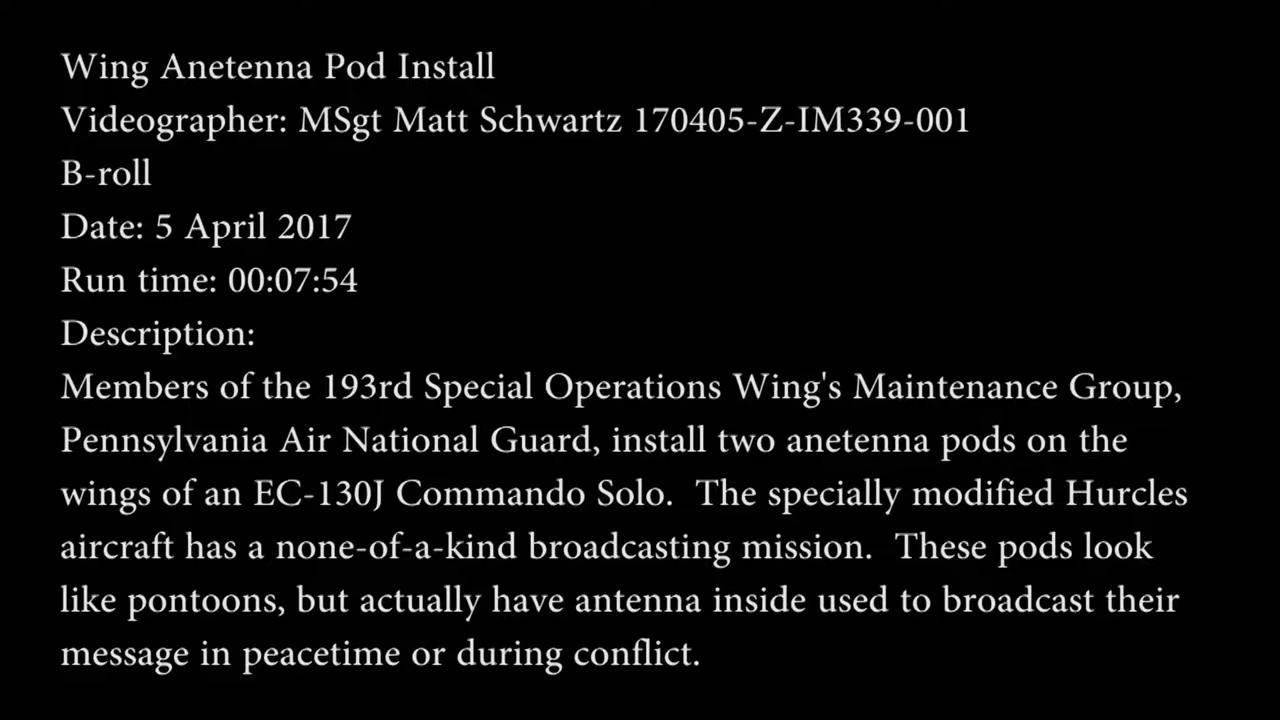 Wing Anetenna Pod Install
Videographer: MSgt Matt Schwartz 170405-Z-IM339-001
B-roll
Date: 5 April 2017
Run time: 00:07:54
Description:
Members of the 193rd Special Operations Wing's Maintenance Group,
Pennsylvania Air National Guard, install two anetenna pods on the
wings of an EC-130J Commando Solo.  The specially modified Hurcles
aircraft has a none-of-a-kind broadcasting mission.  These pods look
like pontoons, but actually have antenna inside used to broadcast their
message in peacetime or during conflict.